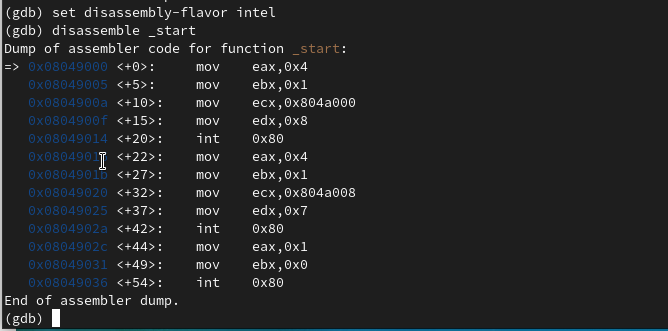 (gdb) set disassembly-flavor intel
(gdb) disassemble _start
Dump of assembler code for function _start:
=> 0x08049000 <+0>:     mov    eax,0x4
   0x08049005 <+5>:     mov    ebx,0x1
   0x0804900a <+10>:    mov    ecx,0x804a000
   0x0804900f <+15>:    mov    edx,0x8
   0x08049014 <+20>:    int    0x80
   0x08049016 <+22>:    mov    eax,0x4
   0x0804901b <+27>:    mov    ebx,0x1
   0x08049020 <+32>:    mov    ecx,0x804a008
   0x08049025 <+37>:    mov    edx,0x7
   0x0804902a <+42>:    int    0x80
   0x0804902c <+44>:    mov    eax,0x1
   0x08049031 <+49>:    mov    ebx,0x0
   0x08049036 <+54>:    int    0x80
End of assembler dump.
(gdb)